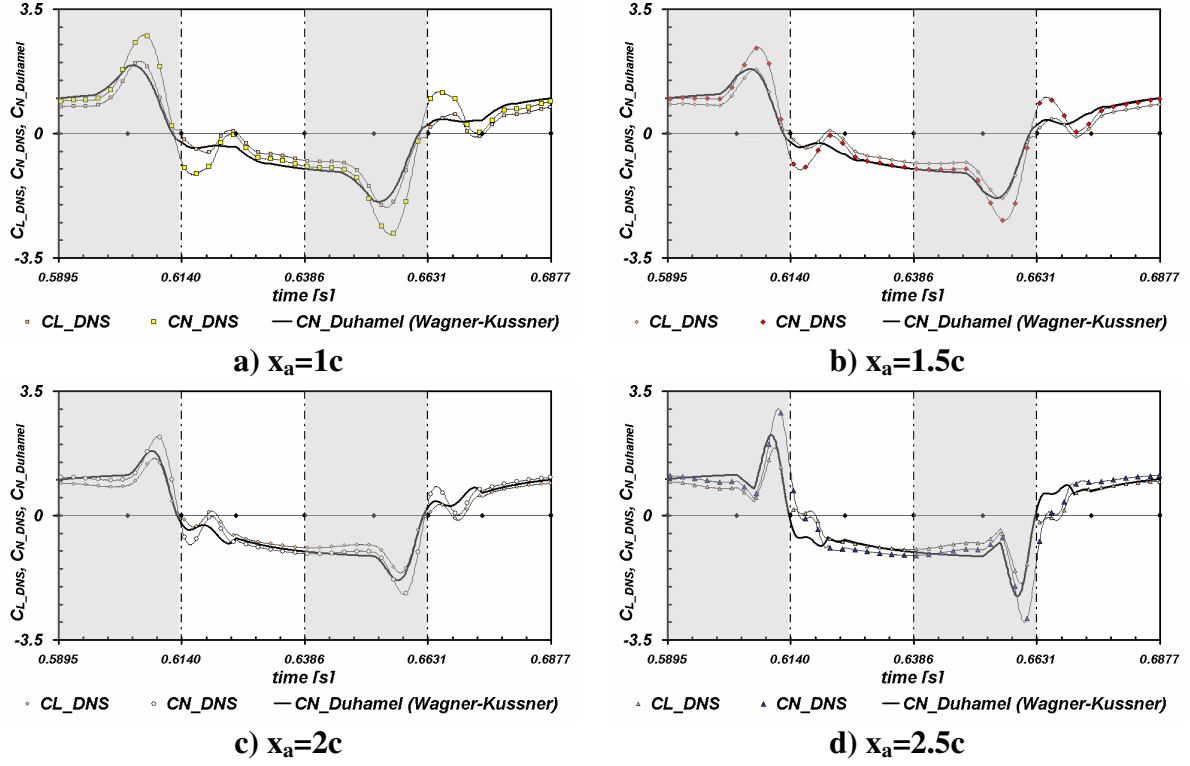 3.5
C_L_DNS, C_N_DNS, C_N_Duhamel
0
-3.5
0.5895 0.6140 0.6386 0.6631 0.6877
time [s]
CL_DNS CN_DNS CN_Duhamel (Wagner-Kussner)
a) xa=1c
3.5
C_L_DNS, C_N_DNS, C_N_Duhamel
0
-3.5
0.5895 0.6140 0.6386 0.6631 0.6877
time [s]
CL_DNS CN_DNS CN_Duhamel (Wagner-Kussner)
b) xa=1.5c
3.5
C_L_DNS, C_N_DNS, C_N_Duhamel
0
-3.5
0.5895 0.6140 0.6386 0.6631 0.6877
time [s]
CL_DNS CN_DNS CN_Duhamel (Wagner-Kussner)
c) xa=2c
3.5
C_L_DNS, C_N_DNS, C_N_Duhamel
0
-3.5
0.5895 0.6140 0.6386 0.6631 0.6877
time [s]
CL_DNS CN_DNS CN_Duhamel (Wagner-Kussner)
d) xa=2.5c